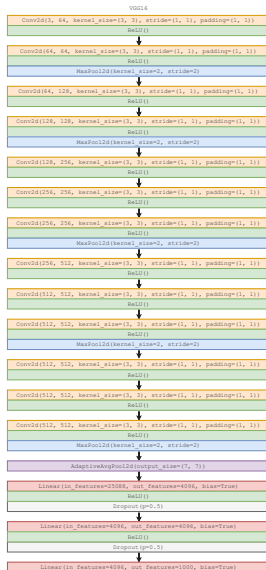 VGG16
Conv2d(3, 64, kernel_size=(3, 3), stride=(1, 1), padding=(1, 1))
ReLU()
Conv2d(64, 64, kernel_size=(3, 3), stride=(1, 1), padding=(1, 1))
ReLU()
MaxPool2d(kernel_size=2, stride=2)
Conv2d(64, 128, kernel_size=(3, 3), stride=(1, 1), padding=(1, 1))
ReLU()
Conv2d(128, 128, kernel_size=(3, 3), stride=(1, 1), padding=(1, 1))
ReLU()
MaxPool2d(kernel_size=2, stride=2)
Conv2d(128, 256, kernel_size=(3, 3), stride=(1, 1), padding=(1, 1))
ReLU()
Conv2d(256, 256, kernel_size=(3, 3), stride=(1, 1), padding=(1, 1))
ReLU()
Conv2d(256, 256, kernel_size=(3, 3), stride=(1, 1), padding=(1, 1))
ReLU()
MaxPool2d(kernel_size=2, stride=2)
Conv2d(256, 512, kernel_size=(3, 3), stride=(1, 1), padding=(1, 1))
ReLU()
Conv2d(512, 512, kernel_size=(3, 3), stride=(1, 1), padding=(1, 1))
ReLU()
Conv2d(512, 512, kernel_size=(3, 3), stride=(1, 1), padding=(1, 1))
ReLU()
MaxPool2d(kernel_size=2, stride=2)
Conv2d(512, 512, kernel_size=(3, 3), stride=(1, 1), padding=(1, 1))
ReLU()
Conv2d(512, 512, kernel_size=(3, 3), stride=(1, 1), padding=(1, 1))
ReLU()
Conv2d(512, 512, kernel_size=(3, 3), stride=(1, 1), padding=(1, 1))
ReLU()
MaxPool2d(kernel_size=2, stride=2)
AdaptiveAvgPool2d(output_size=(7, 7))
Linear(in_features=25088, out_features=4096, bias=True)
ReLU()
Dropout(p=0.5)
Linear(in_features=4096, out_features=4096, bias=True)
ReLU()
Dropout(p=0.5)
Linear(in_features=4096, out_features=1000, bias=True)